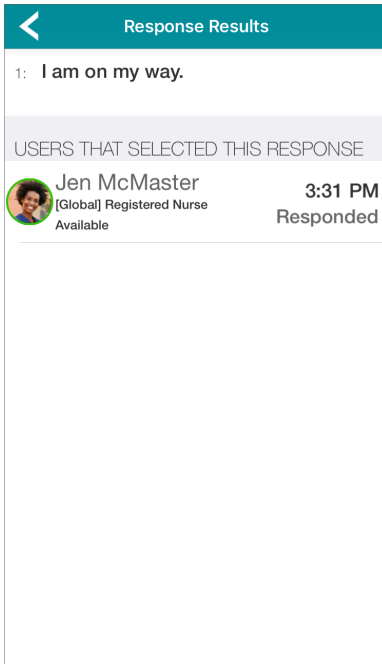 Response Results
1: I am on my way.
USERS THAT SELECTED THIS RESPONSE
Jen McMaster
3:31 PM
[Global] Registered Nurse
Responded
Available